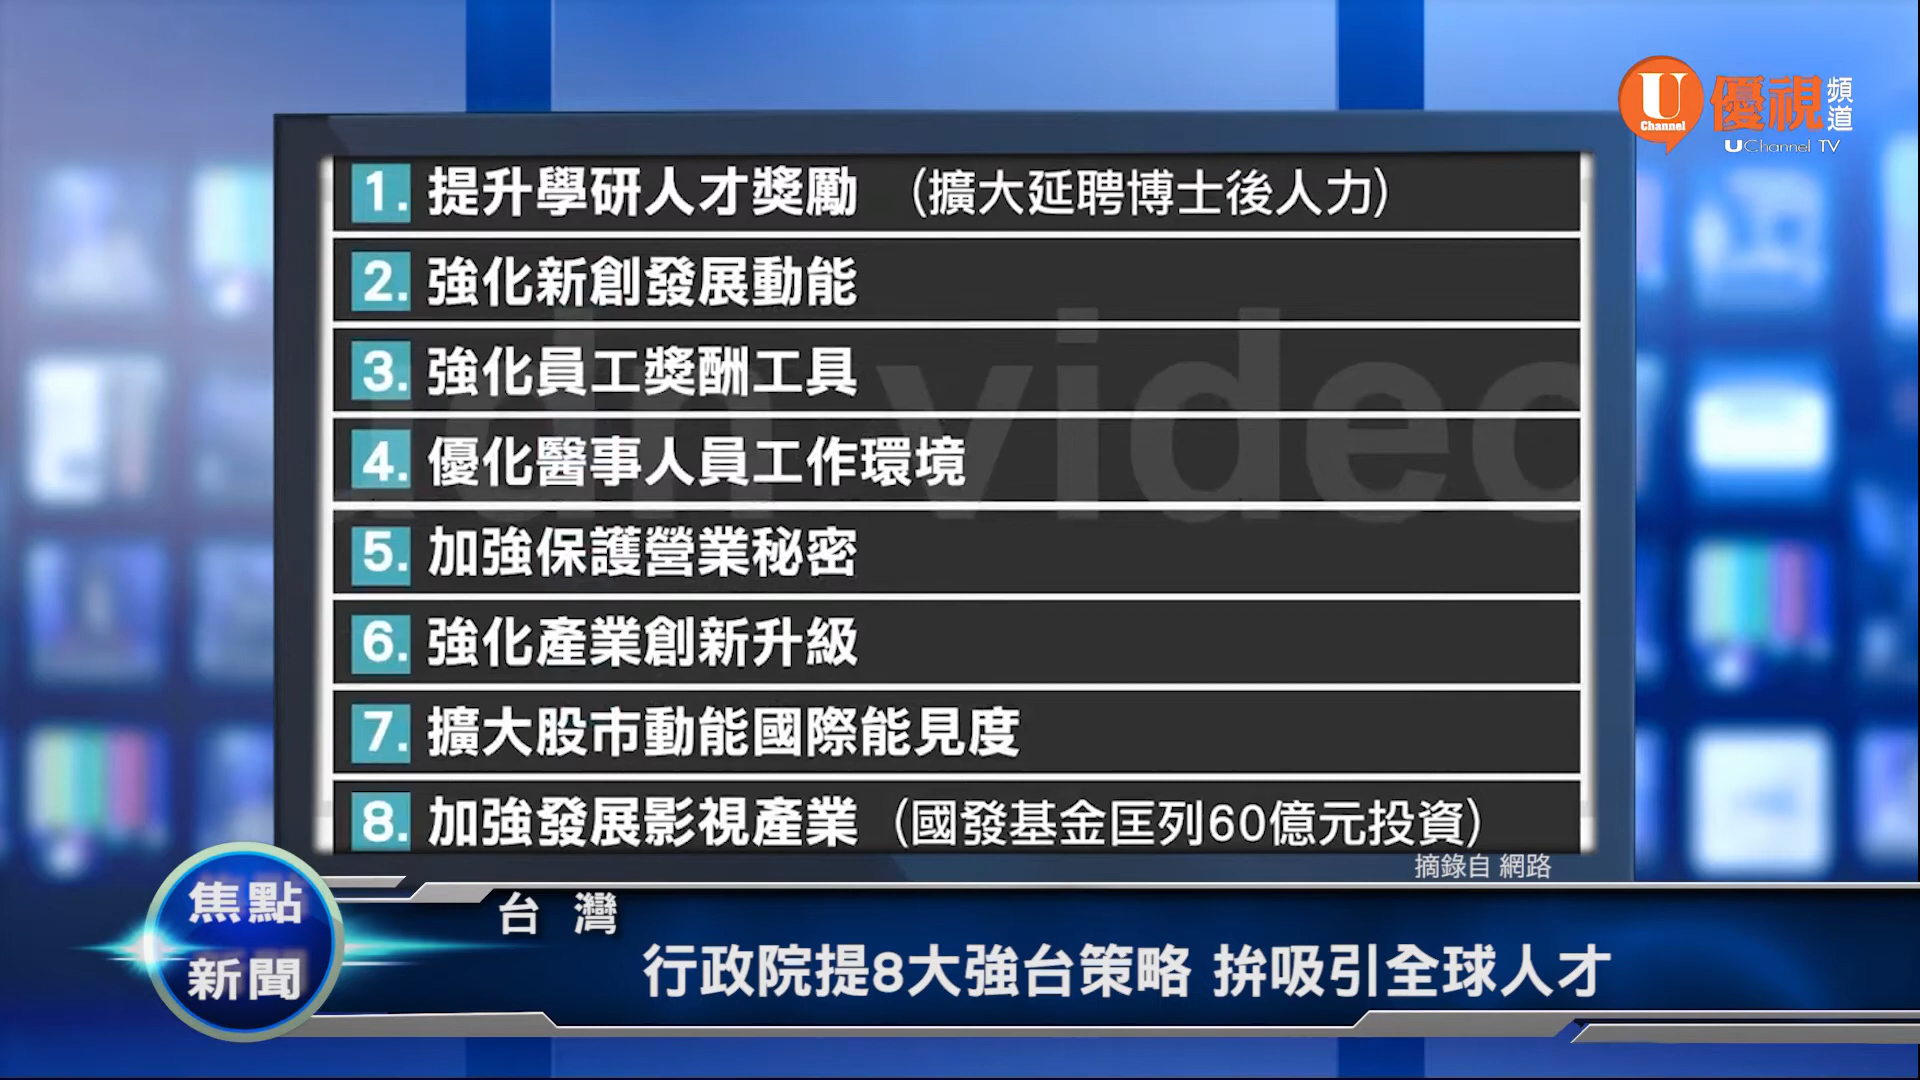 U Channel 優視頻道
UChannel TV
1. 提升學研人才獎勵 (擴大延聘博士後人力)
2. 強化新創發展動能
3. 強化員工獎酬工具
4. 優化醫事人員工作環境
5. 加強保護營業秘密
6. 強化產業創新升級
7. 擴大股市動能國際能見度
8. 加強發展影視產業 (國發基金匡列60億元投資)
udn video
摘錄自 網路
焦點
新聞
台灣
行政院提8大強台策略 拚吸引全球人才